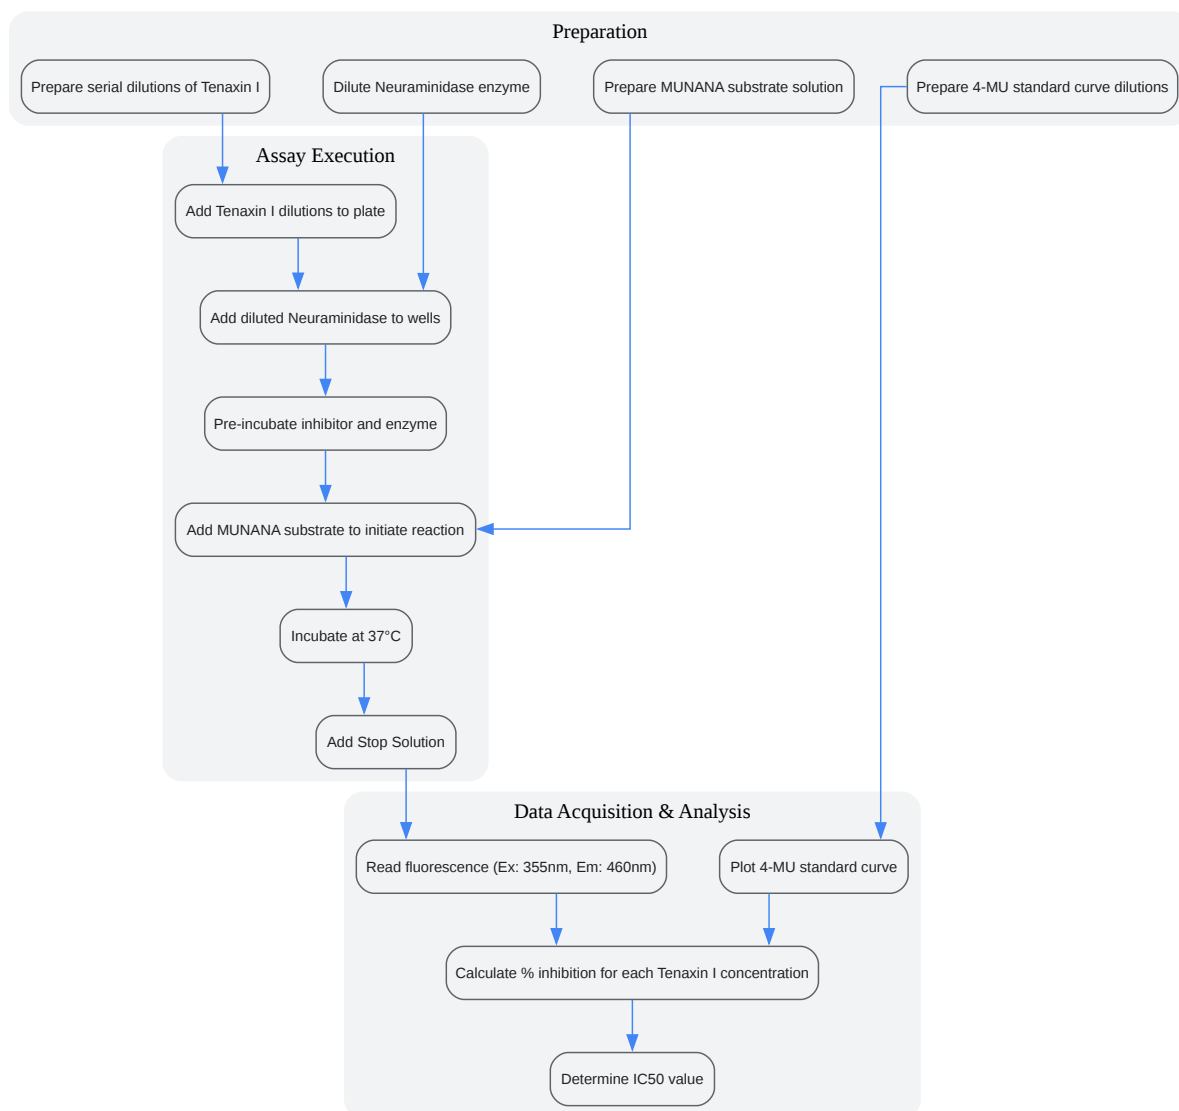 Preparation
Prepare serial dilutions of Tenaxin I
Dilute Neuraminidase enzyme
Prepare MUNANA substrate solution
Prepare 4-MU standard curve dilutions
Assay Execution
Add Tenaxin I dilutions to plate
Add diluted Neuraminidase to wells
Pre-incubate inhibitor and enzyme
Add MUNANA substrate to initiate reaction
Incubate at 37°C
Add Stop Solution
Data Acquisition & Analysis
Read fluorescence (Ex: 355nm, Em: 460nm)
Plot 4-MU standard curve
Calculate % inhibition for each Tenaxin I concentration
Determine IC50 value